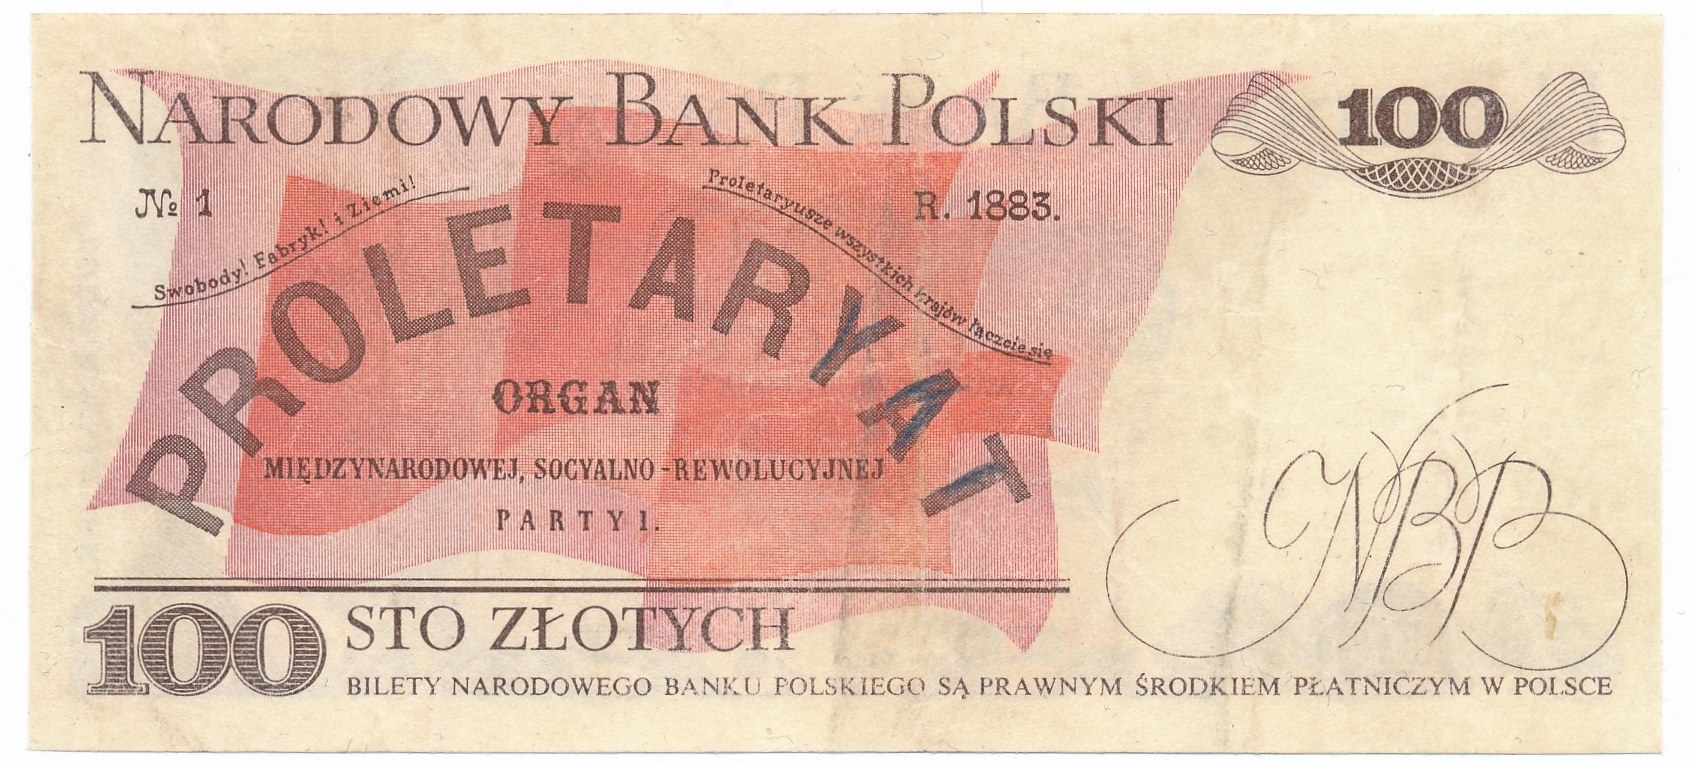 NARODOWY BANK POLSKI
100
№ 1
R. 1883.
Swobody! Fabryk! i Ziemi!
Proletaryusze wszystkich krajów łączcie się
PROLETARYAT
ORGAN
MIĘDZYNARODOWEJ, SOCYALNO-REWOLUCYJNEJ
PARTYI.
NBP
100
STO ZŁOTYCH
BILETY NARODOWEGO BANKU POLSKIEGO SĄ PRAWNYM ŚRODKIEM PŁATNICZYM W POLSCE